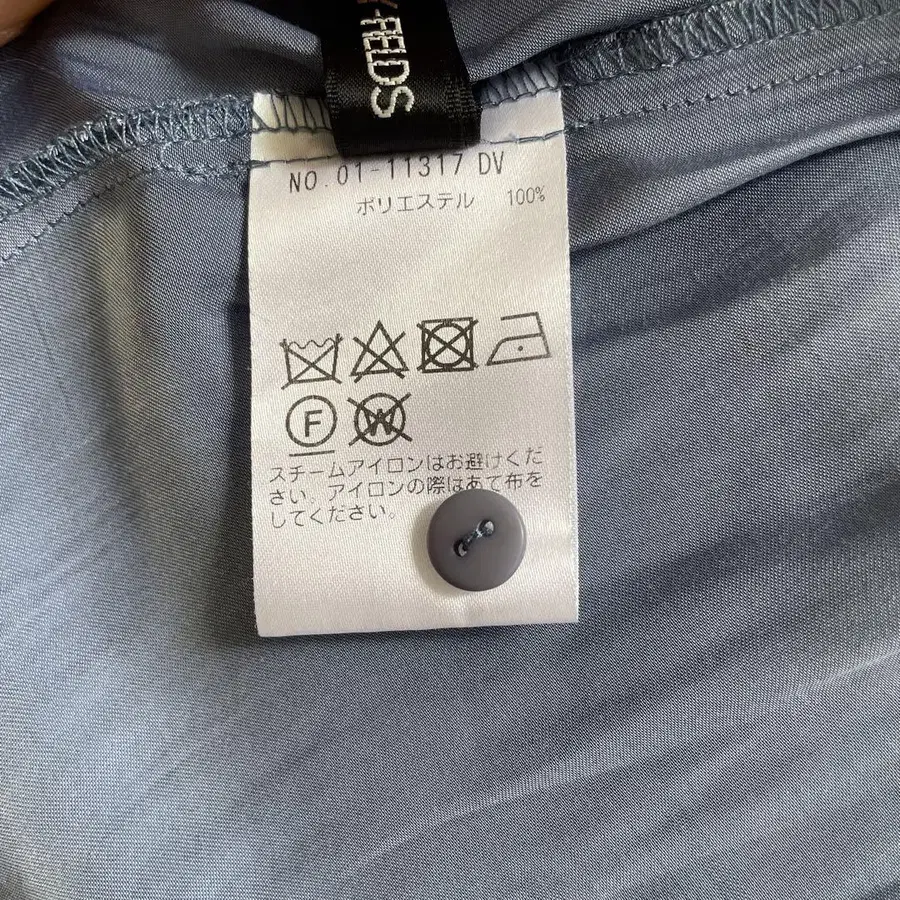 -FIELDS
NO.01-11317 DV
ポリエステル 100%
F
W
スチームアイロンはお避けくだ
さい。アイロンの際はあて布を
してください。